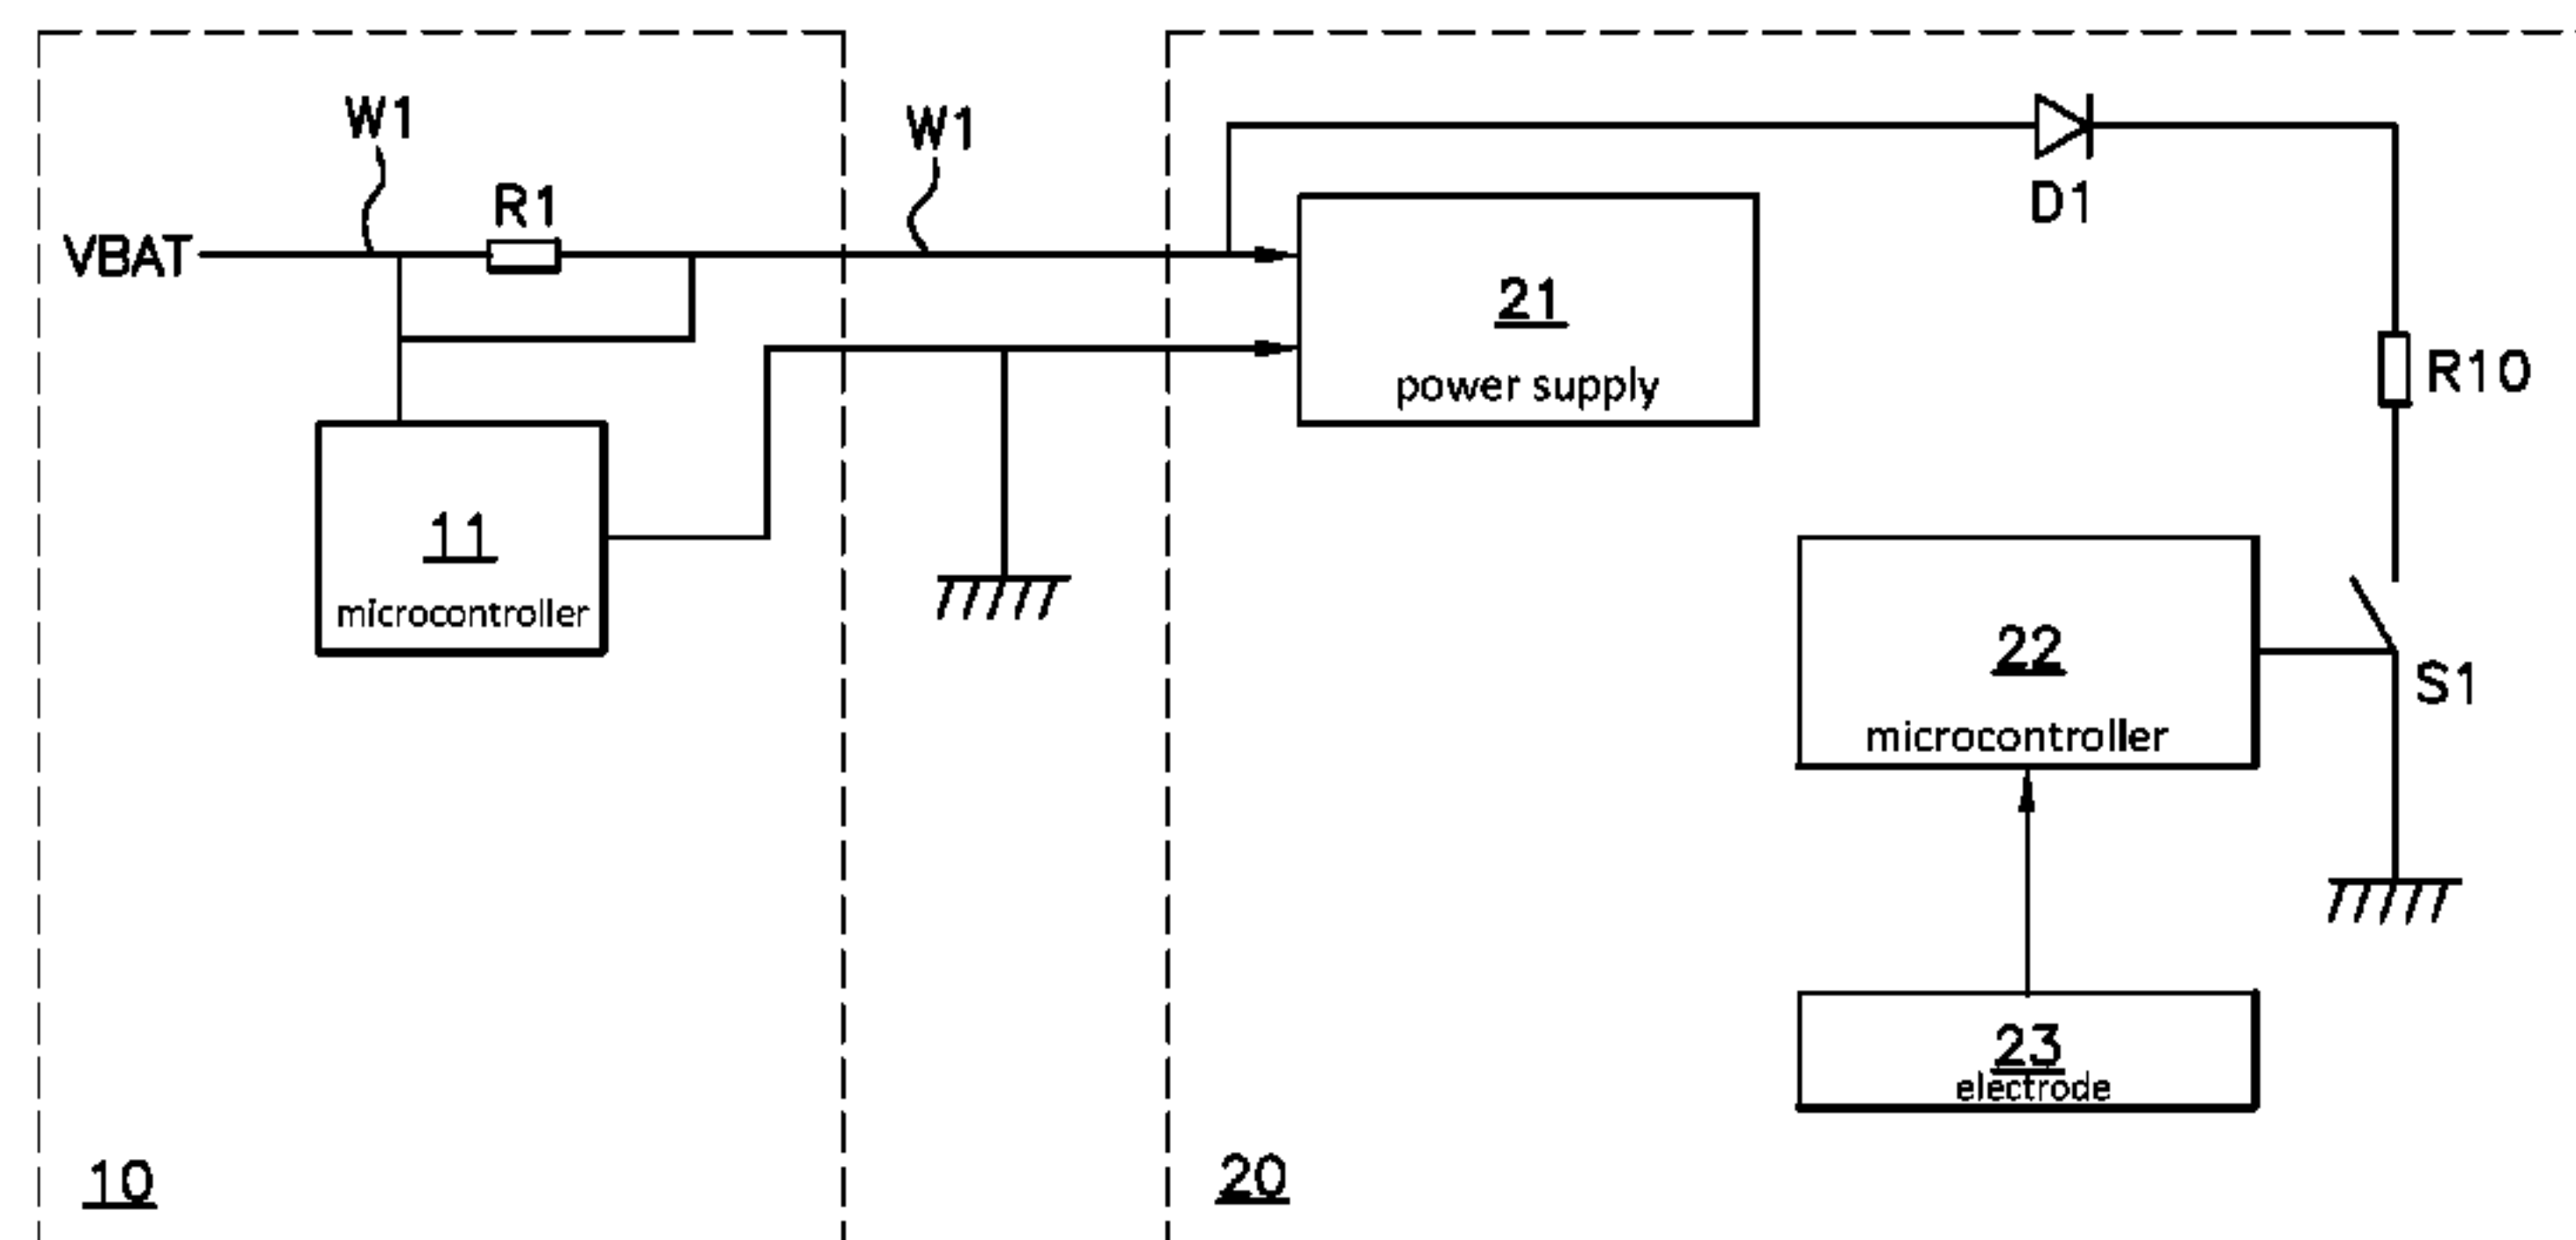 W1
W1
R1
VBAT
D1
21
power supply
R10
11
microcontroller
22
microcontroller
S1
23
electrode
10
20